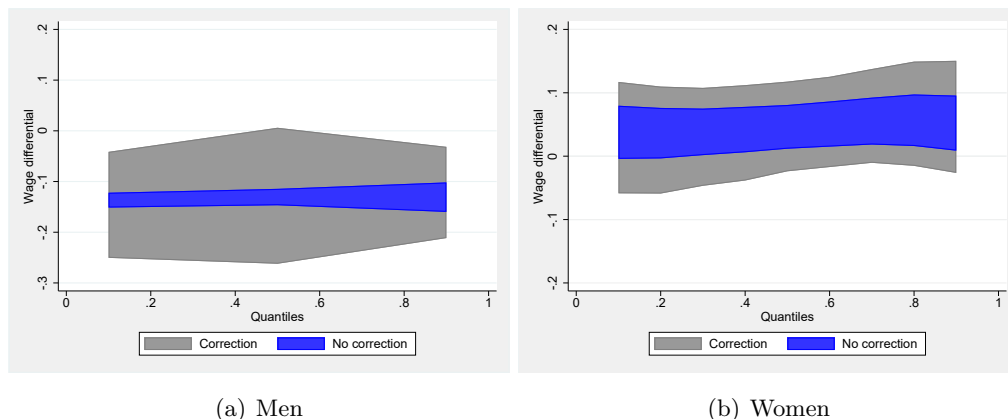 .2
.1
0
-.1
-.2
-.3
Wage differential
0 .2 .4 .6 .8 1
Quantiles
Correction No correction
(a) Men
.2
.1
0
-.1
-.2
Wage differential
0 .2 .4 .6 .8 1
Quantiles
Correction No correction
(b) Women